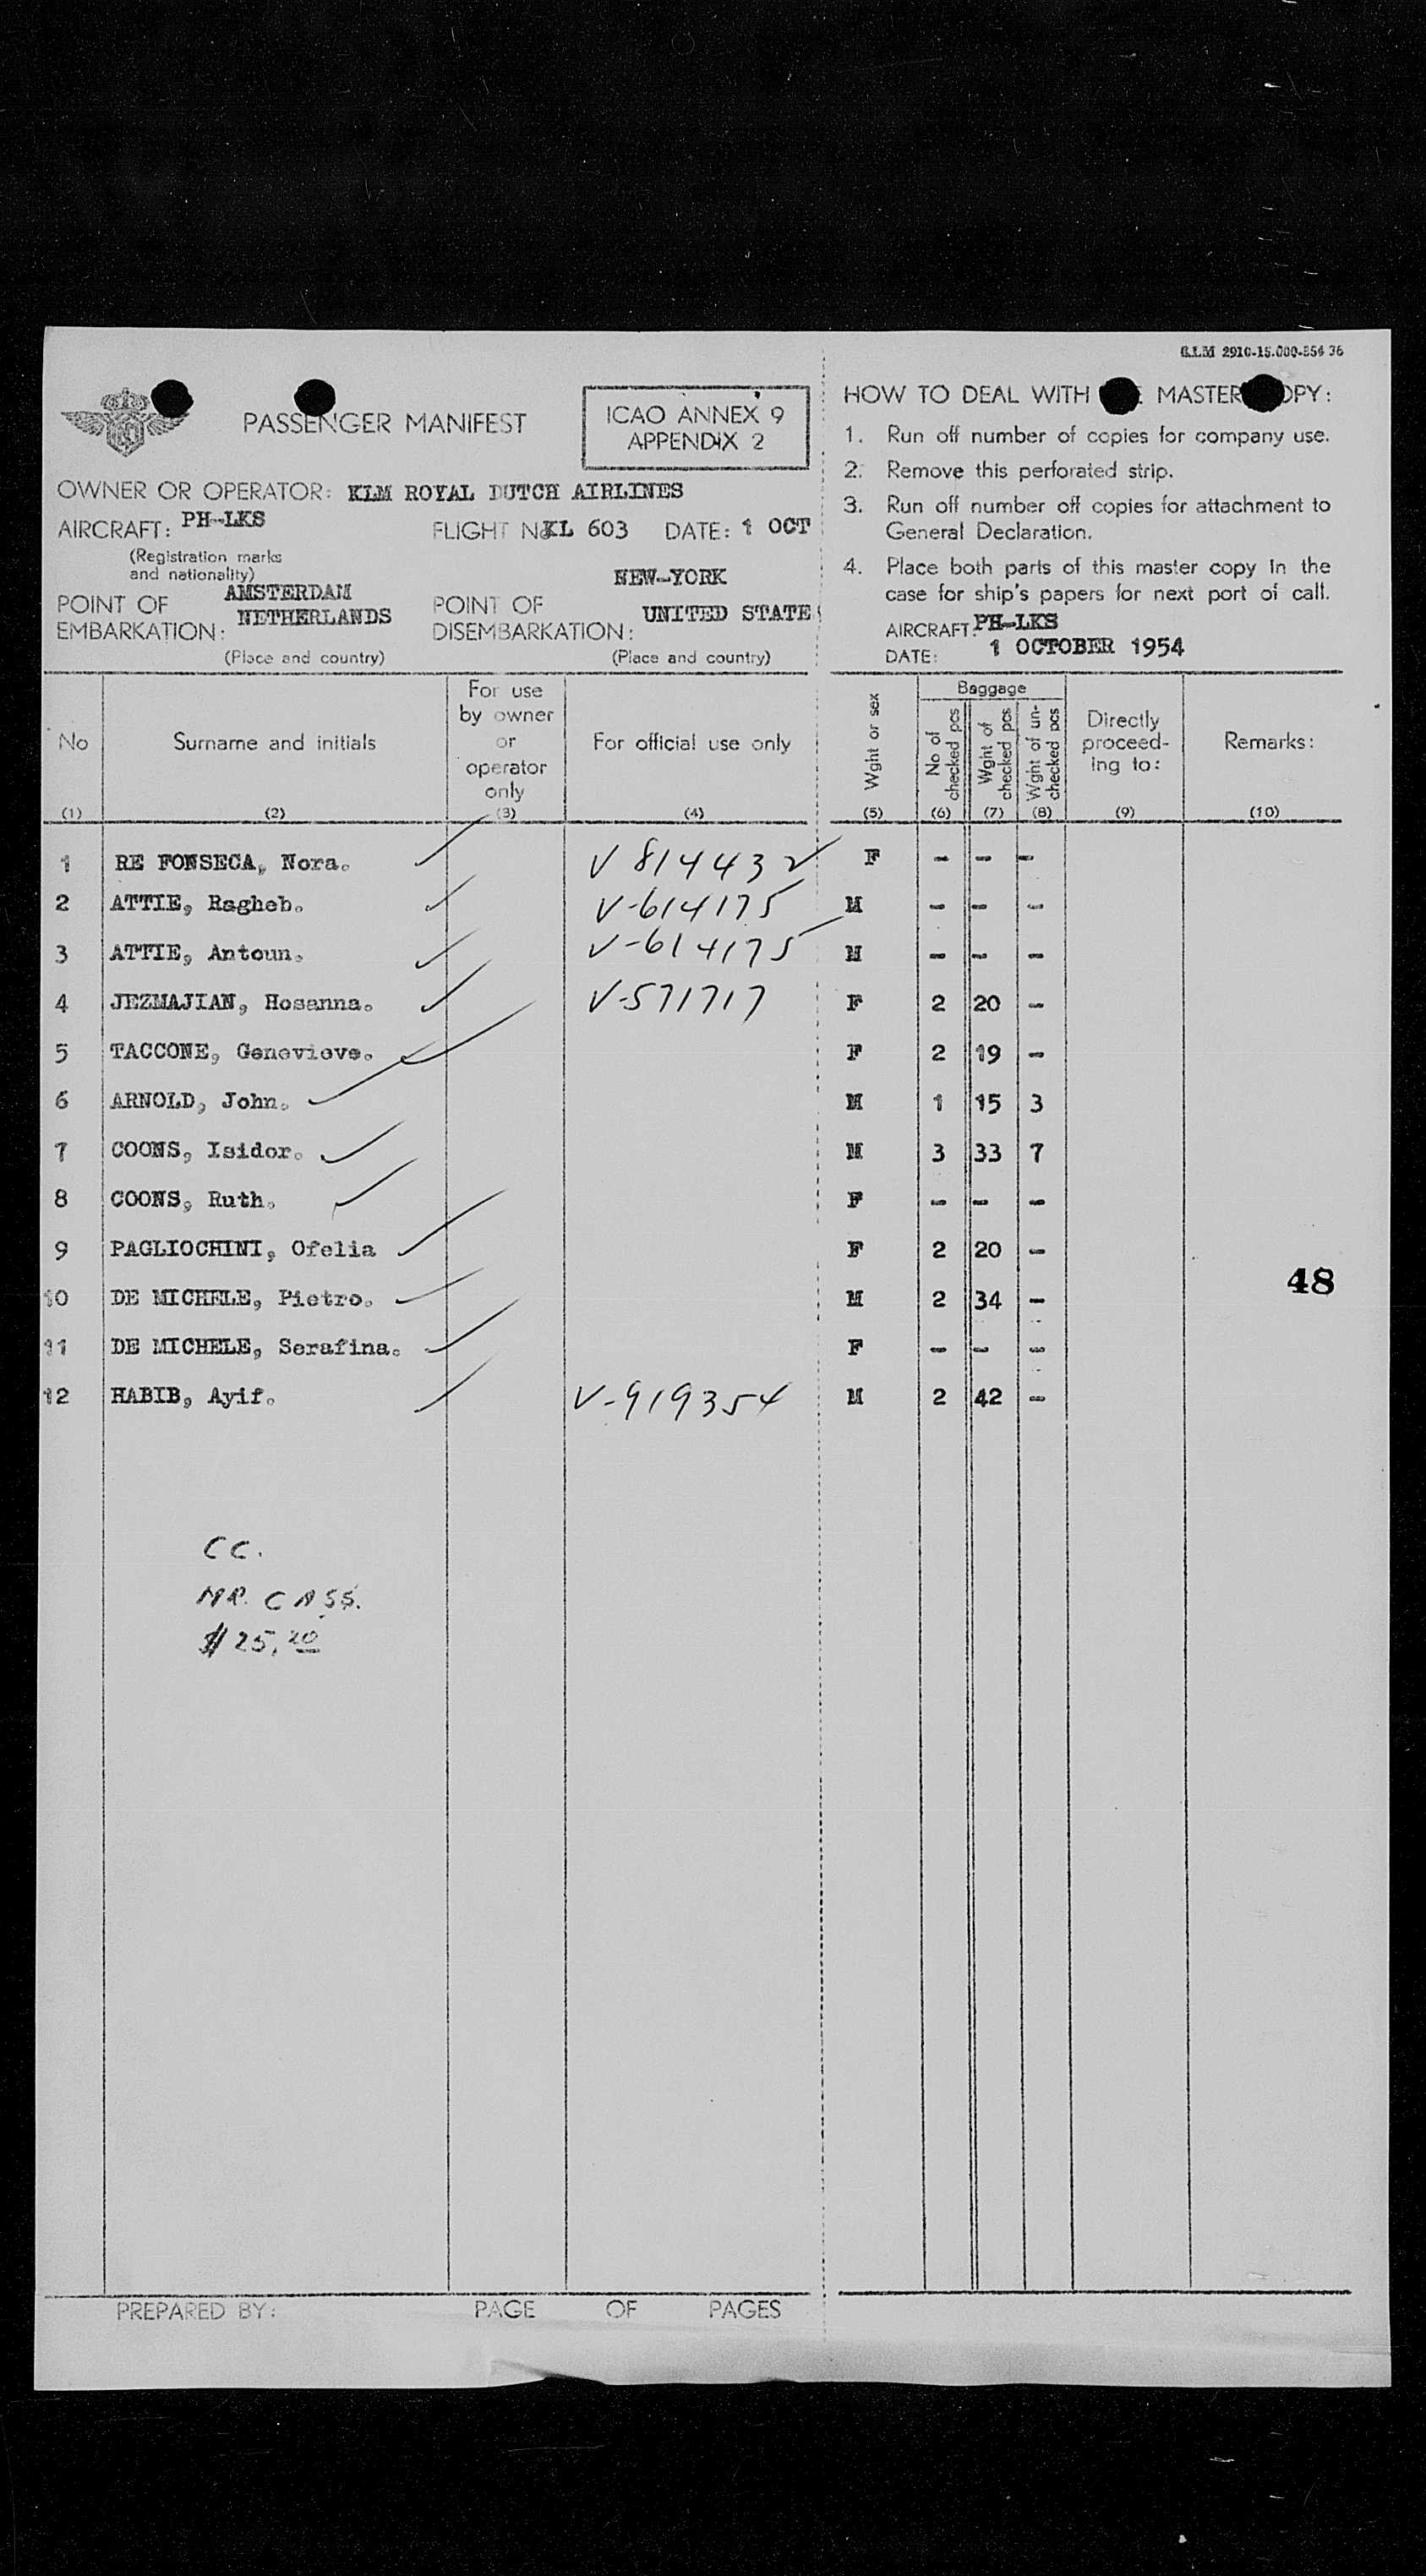 KLM 2910-15.000-854 36
PASSENGER MANIFEST
ICAO ANNEX 9
APPENDIX 2
OWNER OR OPERATOR: KLM ROYAL DUTCH AIRLINES
AIRCRAFT: PH-LKS
FLIGHT No KL 603 DATE: 1 OCT
(Registration marks
and nationality)
POINT OF
EMBARKATION:
AMSTERDAM
NETHERLANDS
(Place and country)
POINT OF
DISEMBARKATION:
NEW-YORK
UNITED STATE
(Place and country)
HOW TO DEAL WITH MASTER OPY:
1. Run off number of copies for company use.
2. Remove this perforated strip.
3. Run off number off copies for attachment to
General Declaration.
4. Place both parts of this master copy in the
case for ship's papers for next port of call.
AIRCRAFT: PH-LKS
DATE: 1 OCTOBER 1954
No
(1)
Surname and initials
(2)
For use
by owner
or
operator
only
(3)
For official use only
(4)
Wght or sex
(5)
Baggage
No of
checked pcs
(6)
Wght of
checked pcs
(7)
Wght of un-
checked pcs
(8)
Directly
proceed-
ing to:
(9)
Remarks:
(10)
1 RE FONSECA, Nora. V 814432 F - - -
2 ATTIE, Ragheb. V-614175 M - - -
3 ATTIE, Antoun. V-614175 M - - -
4 JEZMAJIAN, Hosanna. V-571717 F 2 20 -
5 TACCONE, Genevieve. F 2 19 -
6 ARNOLD, John. M 1 15 3
7 COONS, Isidor. M 3 33 7
8 COONS, Ruth. F - - -
9 PAGLIOCHINI, Ofelia F 2 20 -
48
10 DE MICHELE, Pietro. M 2 34 -
11 DE MICHELE, Serafina. F - - -
12 HABIB, Ayif. V-919354 M 2 42 -
CC.
MR. CASS.
$25,20
PREPARED BY: PAGE OF PAGES